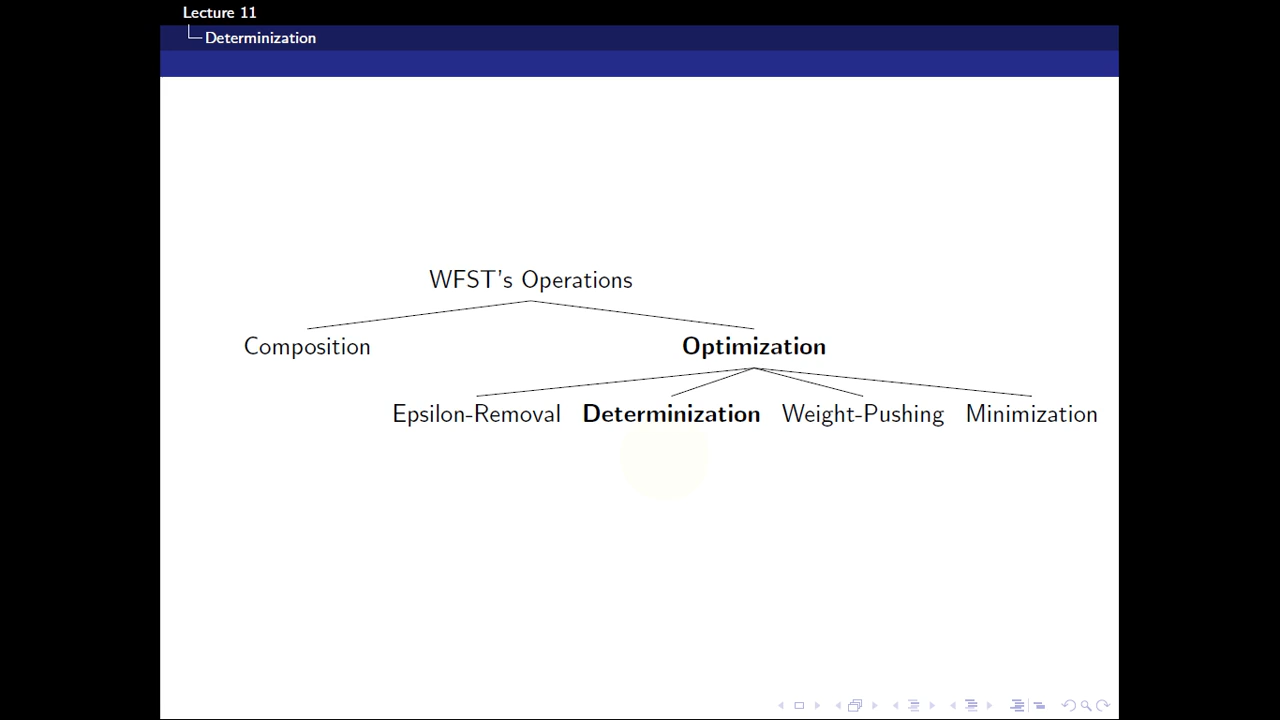 Lecture 11
Determinization
WFST's Operations
Composition
Optimization
Epsilon-Removal
Determinization
Weight-Pushing
Minimization